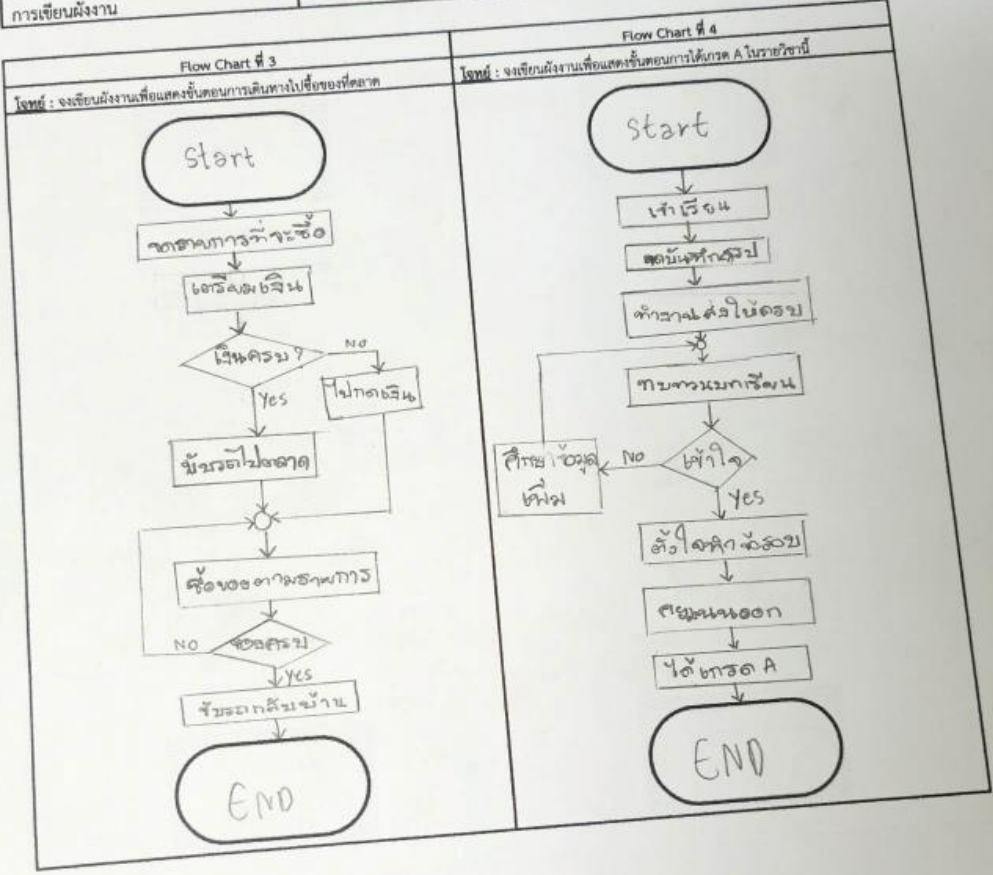 การเขียนผังงาน
Flow Chart ที่ 3
โจทย์ : จงเขียนผังงานเพื่อแสดงขั้นตอนการเดินทางไปซื้อของที่ตลาด
Start
จดรายการที่จะซื้อ
เตรียมเงิน
เงินครบ?
No
ไปกดเงิน
Yes
ขับรถไปตลาด
ซื้อของตามรายการ
NO
ของครบ
Yes
ขับรถกลับบ้าน
END
Flow Chart ที่ 4
โจทย์ : จงเขียนผังงานเพื่อแสดงขั้นตอนการได้เกรด A ในรายวิชานี้
Start
เข้าเรียน
จดบันทึกสรุป
ทำงานส่งให้ครบ
ทบทวนบทเรียน
เข้าใจ
NO
ศึกษาข้อมูล
เพิ่ม
Yes
ตั้งใจทำข้อสอบ
คะแนนออก
ได้เกรด A
END